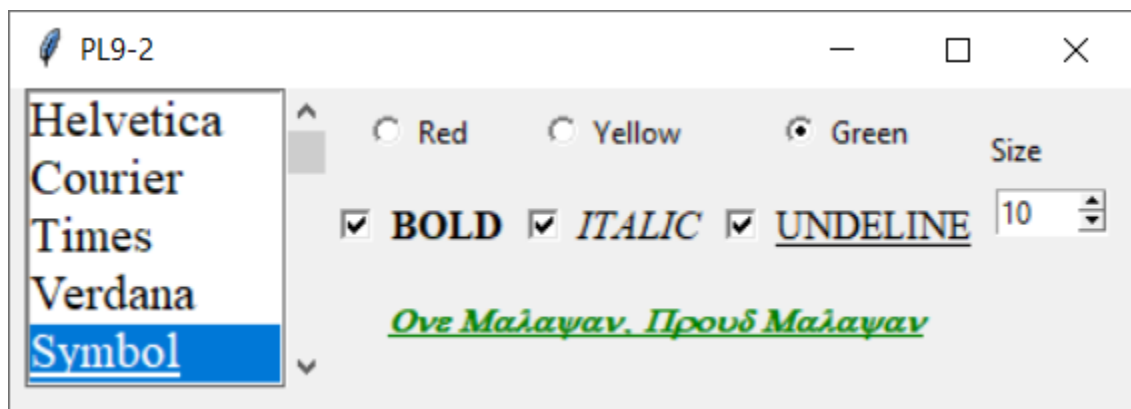 PL9-2
Helvetica
Courier
Times
Verdana
Symbol
Red Yellow Green
Size
BOLD ITALIC UNDELINE
10
Ονε Μαλαψαν, Προυδ Μαλαψαν